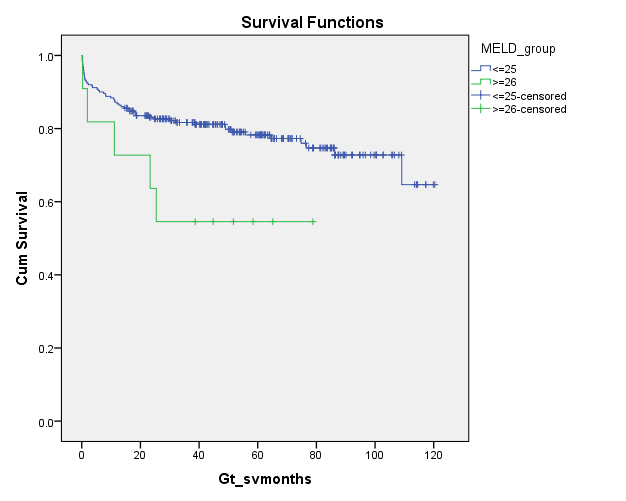 Survival Functions
MELD_group
<=25
>=26
<=25-censored
>=26-censored
1.0
0.8
0.6
0.4
0.2
0.0
Cum Survival
0 20 40 60 80 100 120
Gt_svmonths